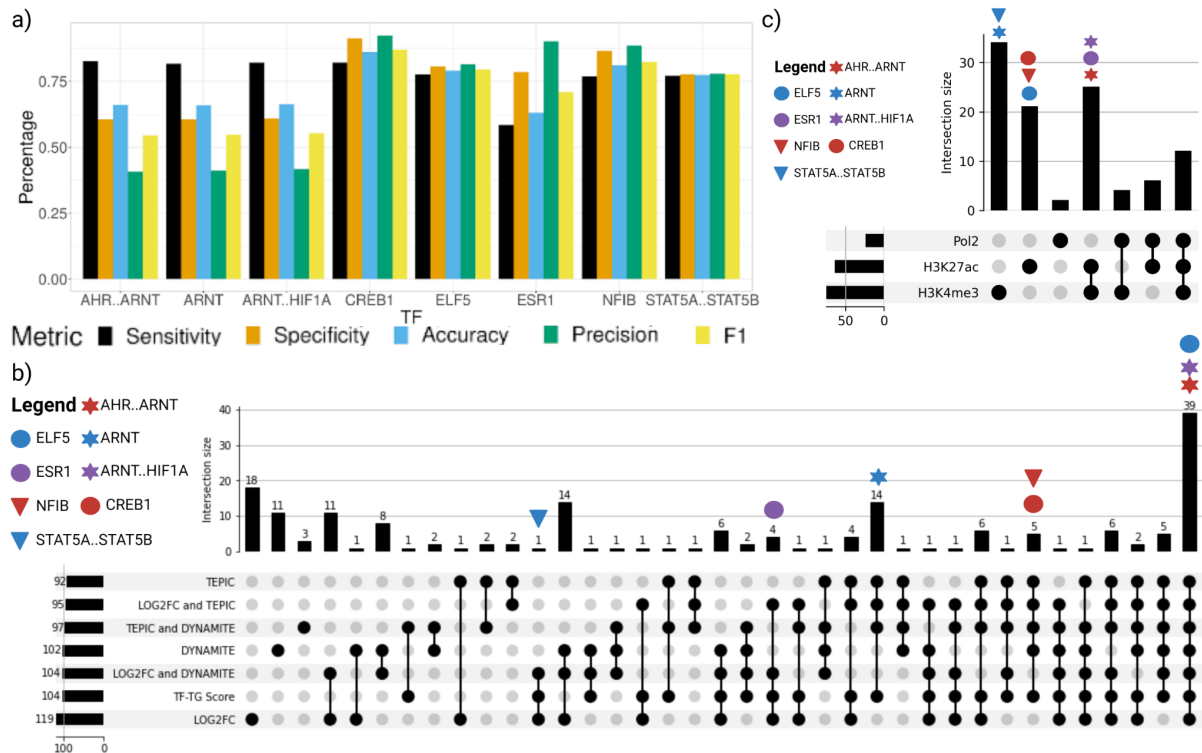 a)
Percentage
0.75
0.50
0.25
0.00
AHR..ARNT ARNT ARNT..HIF1A CREB1 ELF5 ESR1 NFIB STAT5A..STAT5B
TF
Metric Sensitivity Specificity Accuracy Precision F1
c)
Legend AHR..ARNT
ELF5 ARNT
ESR1 ARNT..HIF1A
NFIB CREB1
STAT5A..STAT5B
Intersection size
30
20
10
0
Pol2
H3K27ac
H3K4me3
50 0
b)
Legend AHR..ARNT
ELF5 ARNT
ESR1 ARNT..HIF1A
NFIB CREB1
STAT5A..STAT5B
Intersection size
40
30
20
10
0
18 11 3 11 1 8 1 2 1 2 2 1 14 1 1 1 1 1 6 2 4 1 1 4 14 1 1 1 6 1 5 1 1 6 2 5 39
92 TEPIC
95 LOG2FC and TEPIC
97 TEPIC and DYNAMITE
102 DYNAMITE
104 LOG2FC and DYNAMITE
104 TF-TG Score
119 LOG2FC
100 0